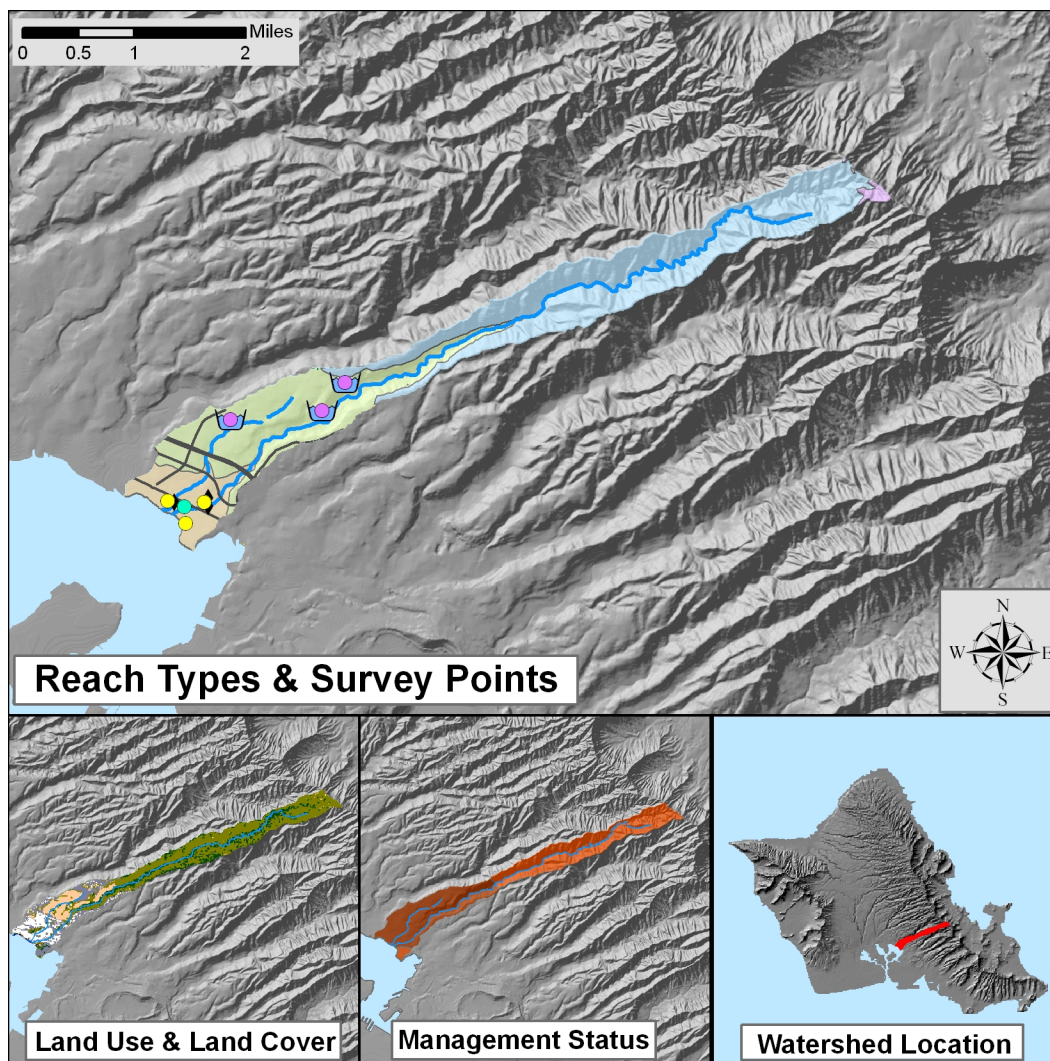 Miles
0 0.5 1 2
N
W E
S
Reach Types & Survey Points
Land Use & Land Cover
Management Status
Watershed Location